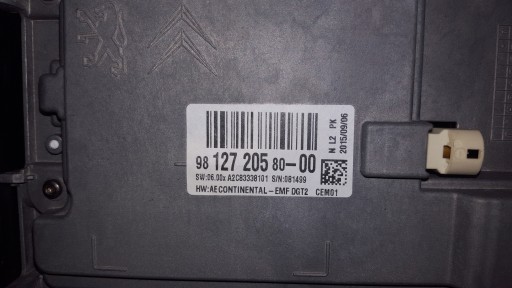 98 127 205 80-00
SW:06.00x A2C83338101 S/N:081499
HW:AE CONTINENTAL-EMF DGT2 CEM01
N L2 PK
2015/09/06